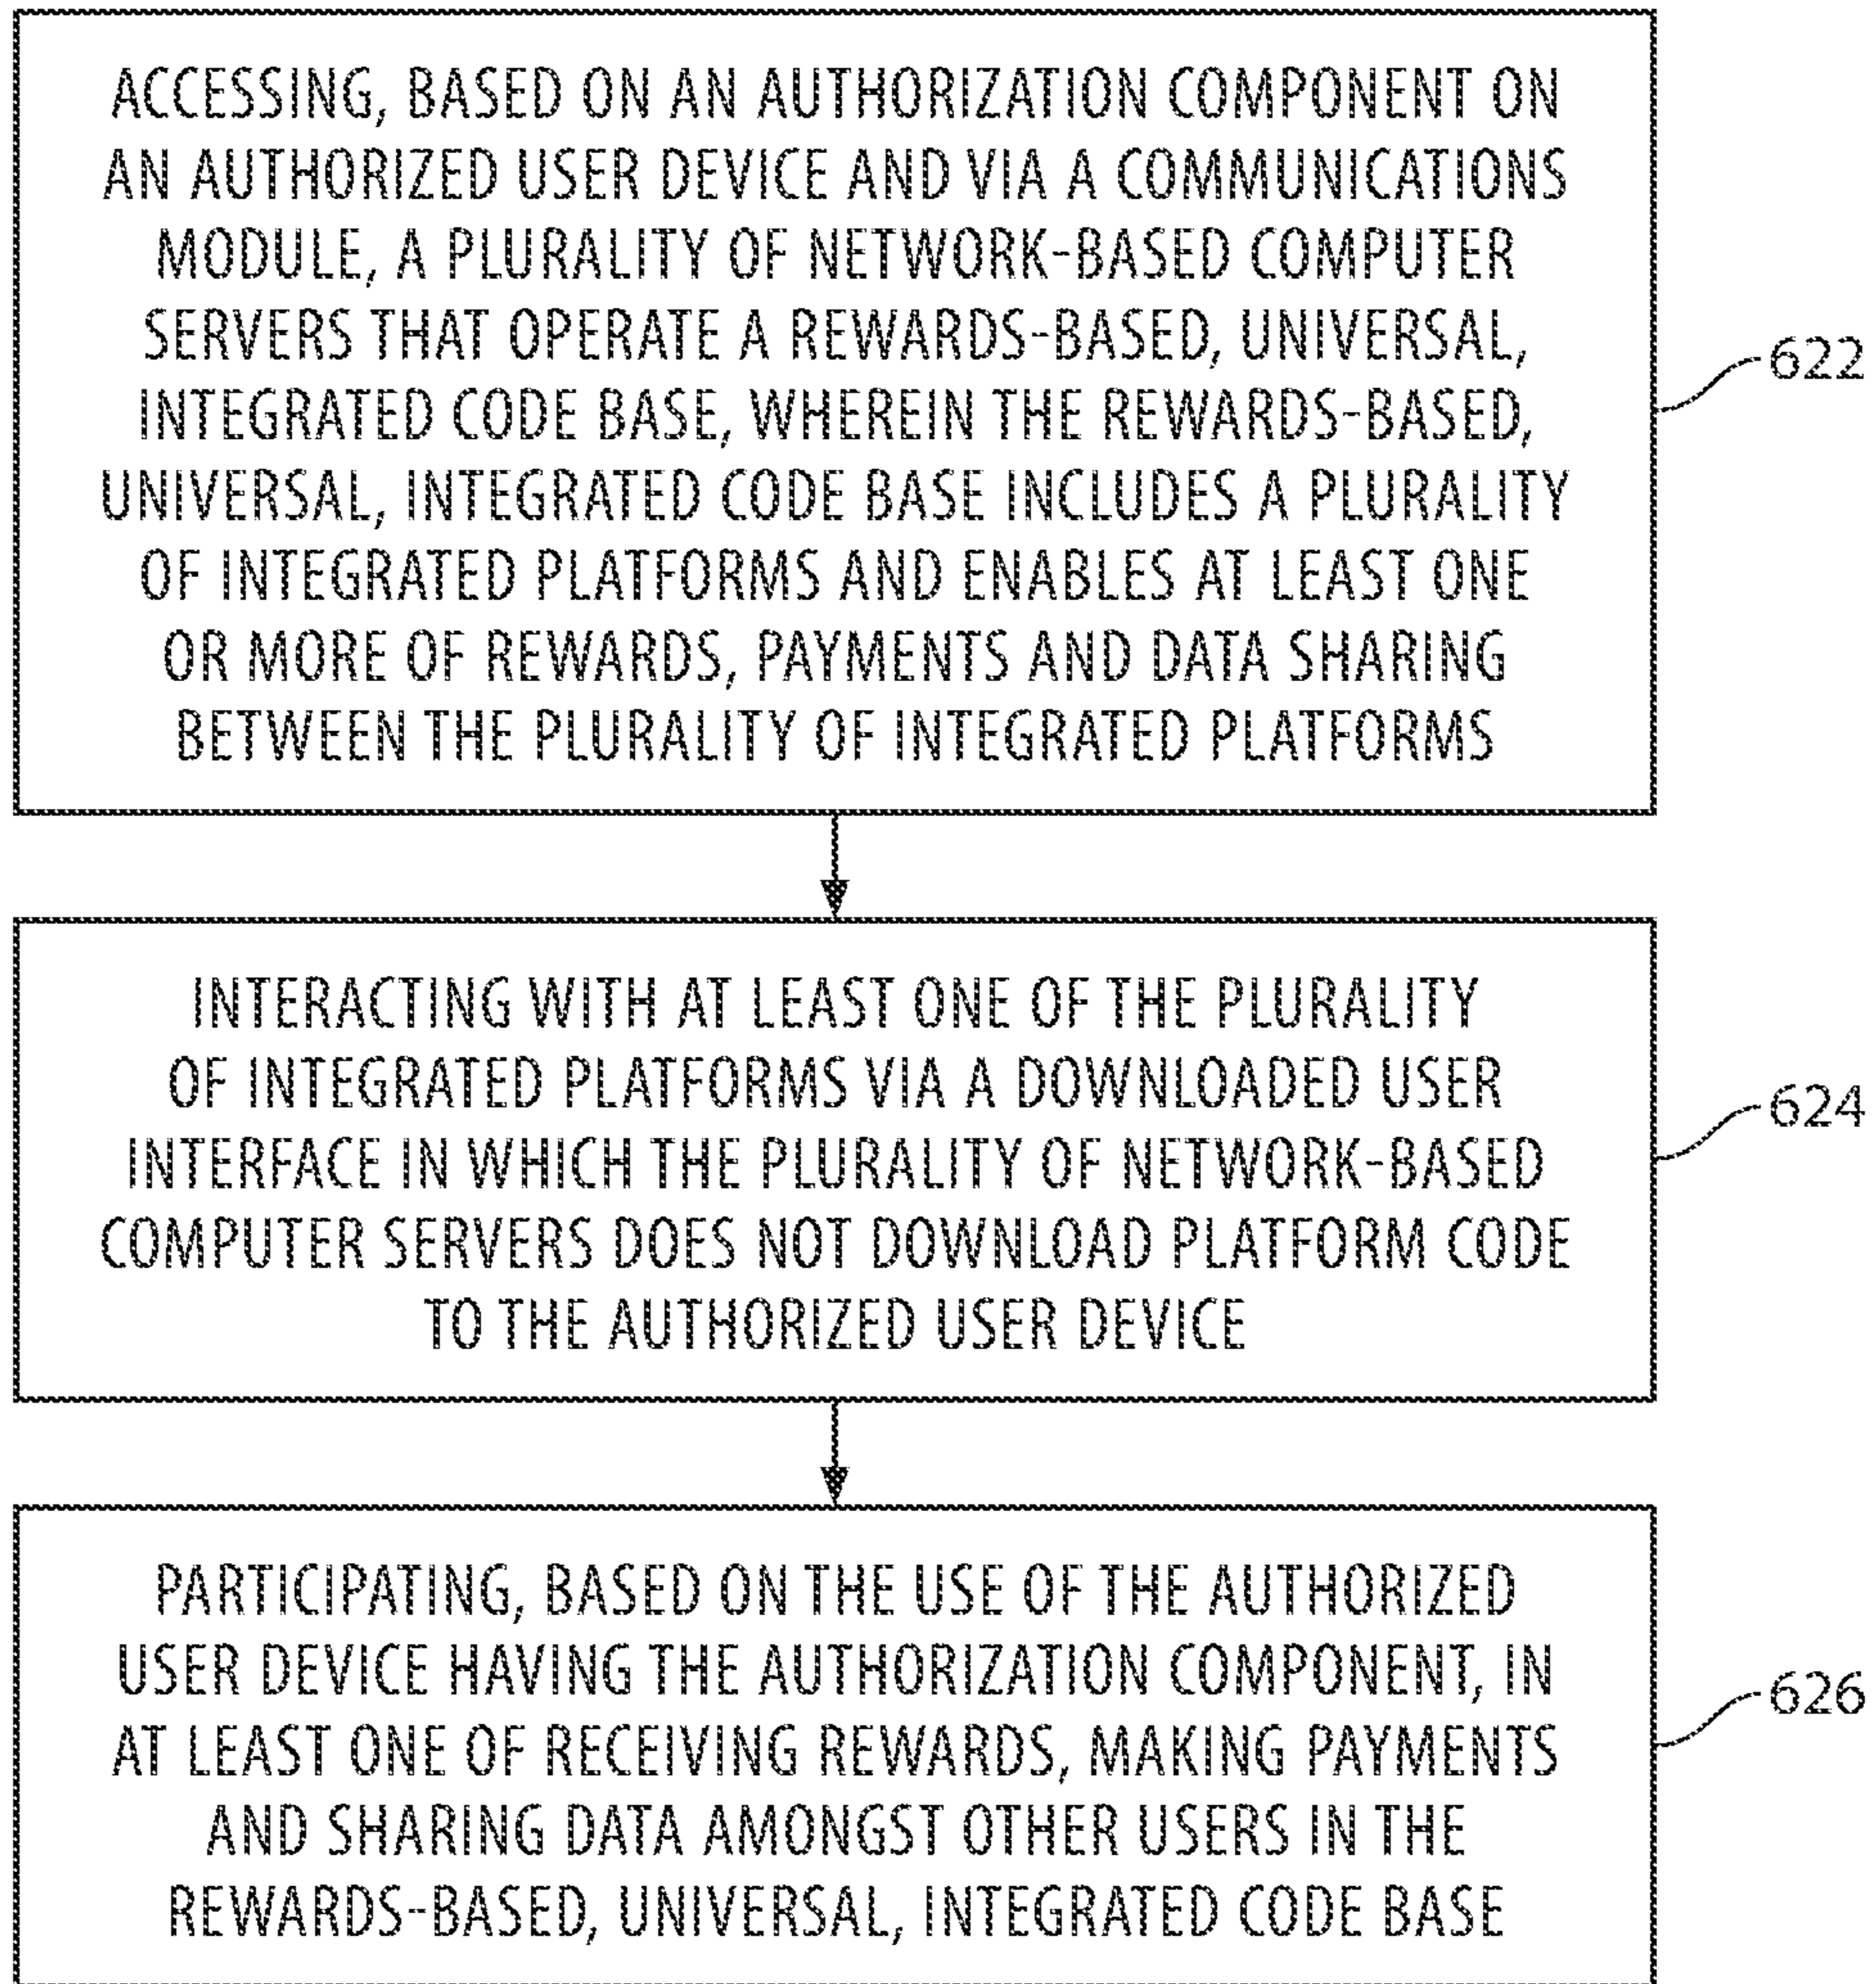 ACCESSING, BASED ON AN AUTHORIZATION COMPONENT ON
AN AUTHORIZED USER DEVICE AND VIA A COMMUNICATIONS
MODULE, A PLURALITY OF NETWORK-BASED COMPUTER
SERVERS THAT OPERATE A REWARDS-BASED, UNIVERSAL,
INTEGRATED CODE BASE, WHEREIN THE REWARDS-BASED,
UNIVERSAL, INTEGRATED CODE BASE INCLUDES A PLURALITY
OF INTEGRATED PLATFORMS AND ENABLES AT LEAST ONE
OR MORE OF REWARDS, PAYMENTS AND DATA SHARING
BETWEEN THE PLURALITY OF INTEGRATED PLATFORMS
622
INTERACTING WITH AT LEAST ONE OF THE PLURALITY
OF INTEGRATED PLATFORMS VIA A DOWNLOADED USER
INTERFACE IN WHICH THE PLURALITY OF NETWORK-BASED
COMPUTER SERVERS DOES NOT DOWNLOAD PLATFORM CODE
TO THE AUTHORIZED USER DEVICE
624
PARTICIPATING, BASED ON THE USE OF THE AUTHORIZED
USER DEVICE HAVING THE AUTHORIZATION COMPONENT, IN
AT LEAST ONE OF RECEIVING REWARDS, MAKING PAYMENTS
AND SHARING DATA AMONGST OTHER USERS IN THE
REWARDS-BASED, UNIVERSAL, INTEGRATED CODE BASE
626